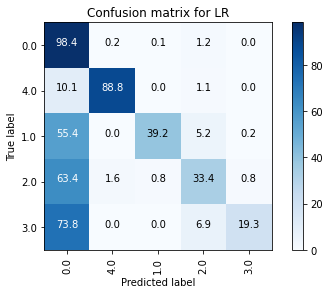 Confusion matrix for LR
0.0 98.4 0.2 0.1 1.2 0.0
4.0 10.1 88.8 0.0 1.1 0.0
1.0 55.4 0.0 39.2 5.2 0.2
2.0 63.4 1.6 0.8 33.4 0.8
3.0 73.8 0.0 0.0 6.9 19.3
True label
0.0 4.0 1.0 2.0 3.0
Predicted label
80
60
40
20
0